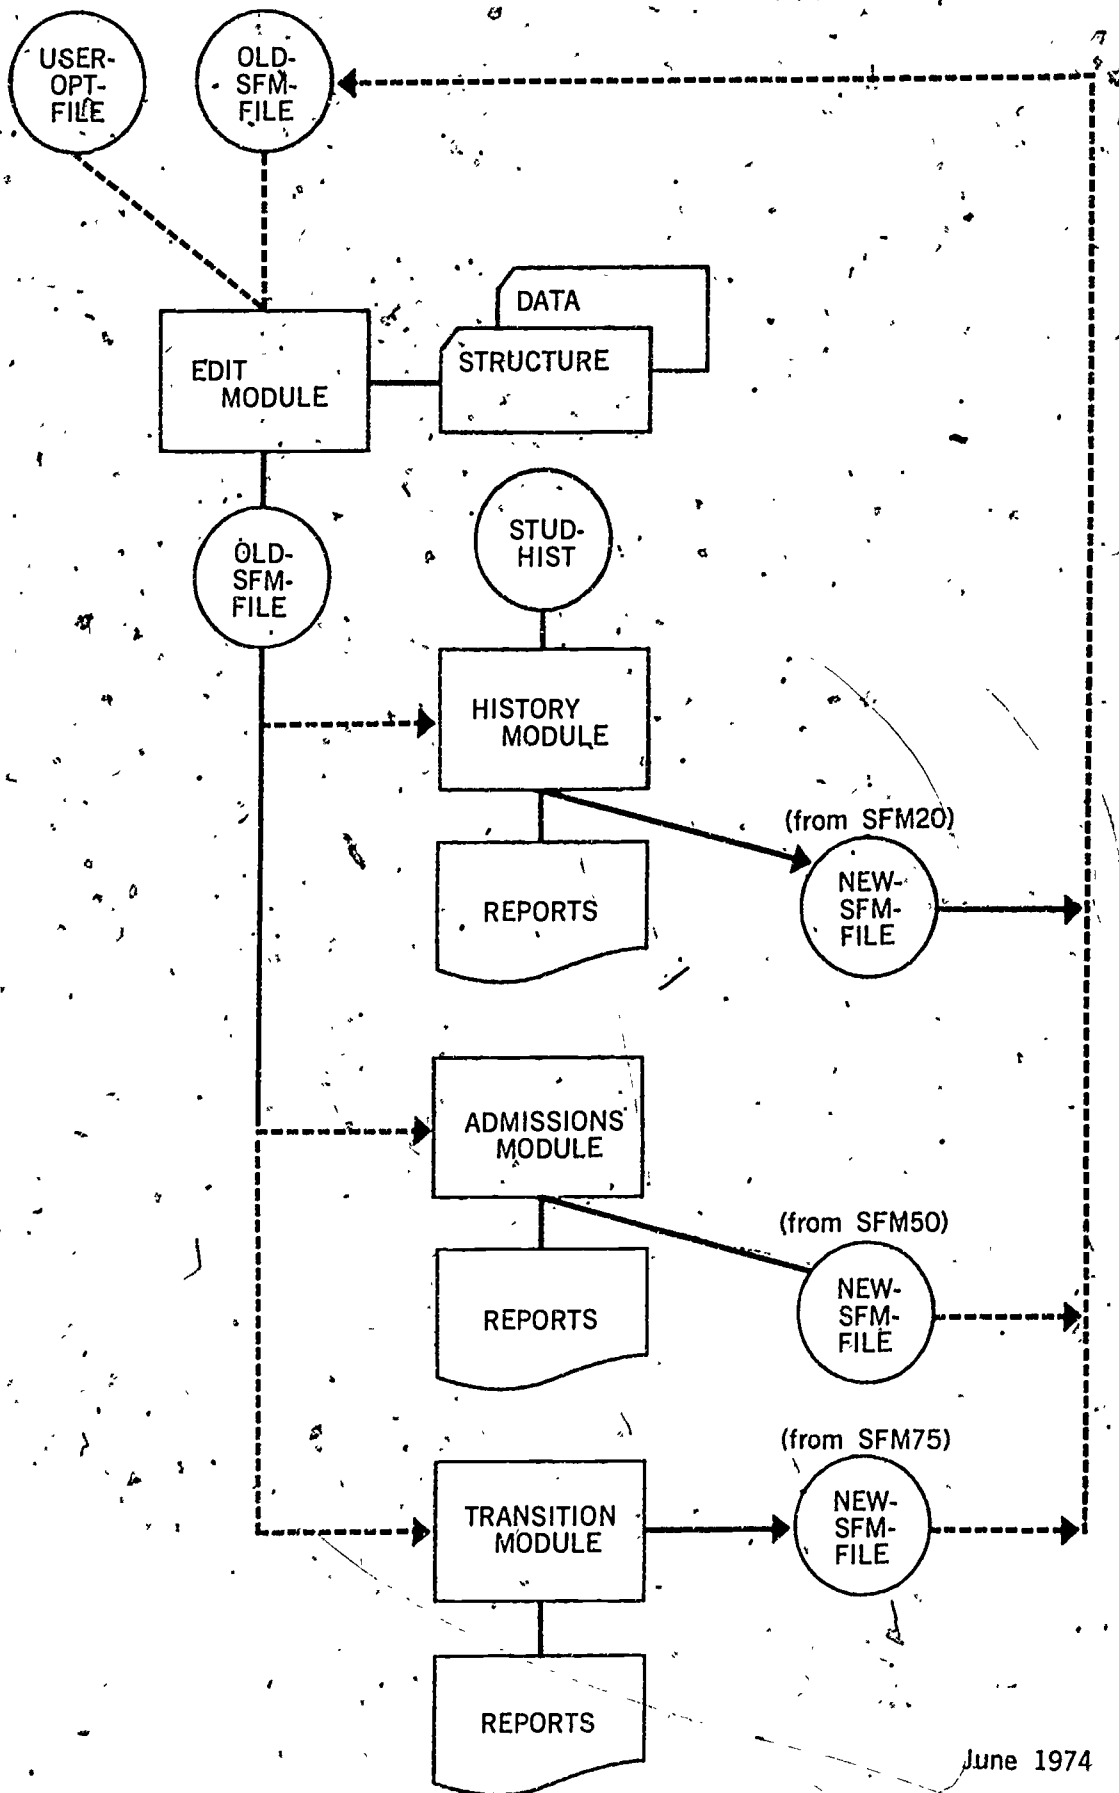 USER-
OPT-
FILE
OLD-
SFM-
FILE
DATA
STRUCTURE
EDIT
MODULE
OLD-
SFM-
FILE
STUD-
HIST
HISTORY
MODULE
REPORTS
(from SFM20)
NEW-
SFM-
FILE
ADMISSIONS
MODULE
REPORTS
(from SFM50)
NEW-
SFM-
FILE
TRANSITION
MODULE
(from SFM75)
NEW-
SFM-
FILE
REPORTS
June 1974